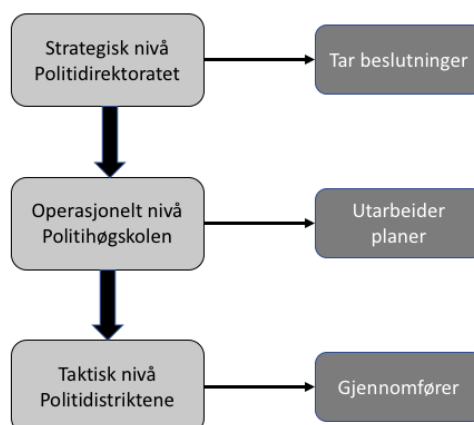 Strategisk nivå
Politidirektoratet
Tar beslutninger
Operasjonelt nivå
Politihøgskolen
Utarbeider
planer
Taktisk nivå
Politidistriktene
Gjennomfører